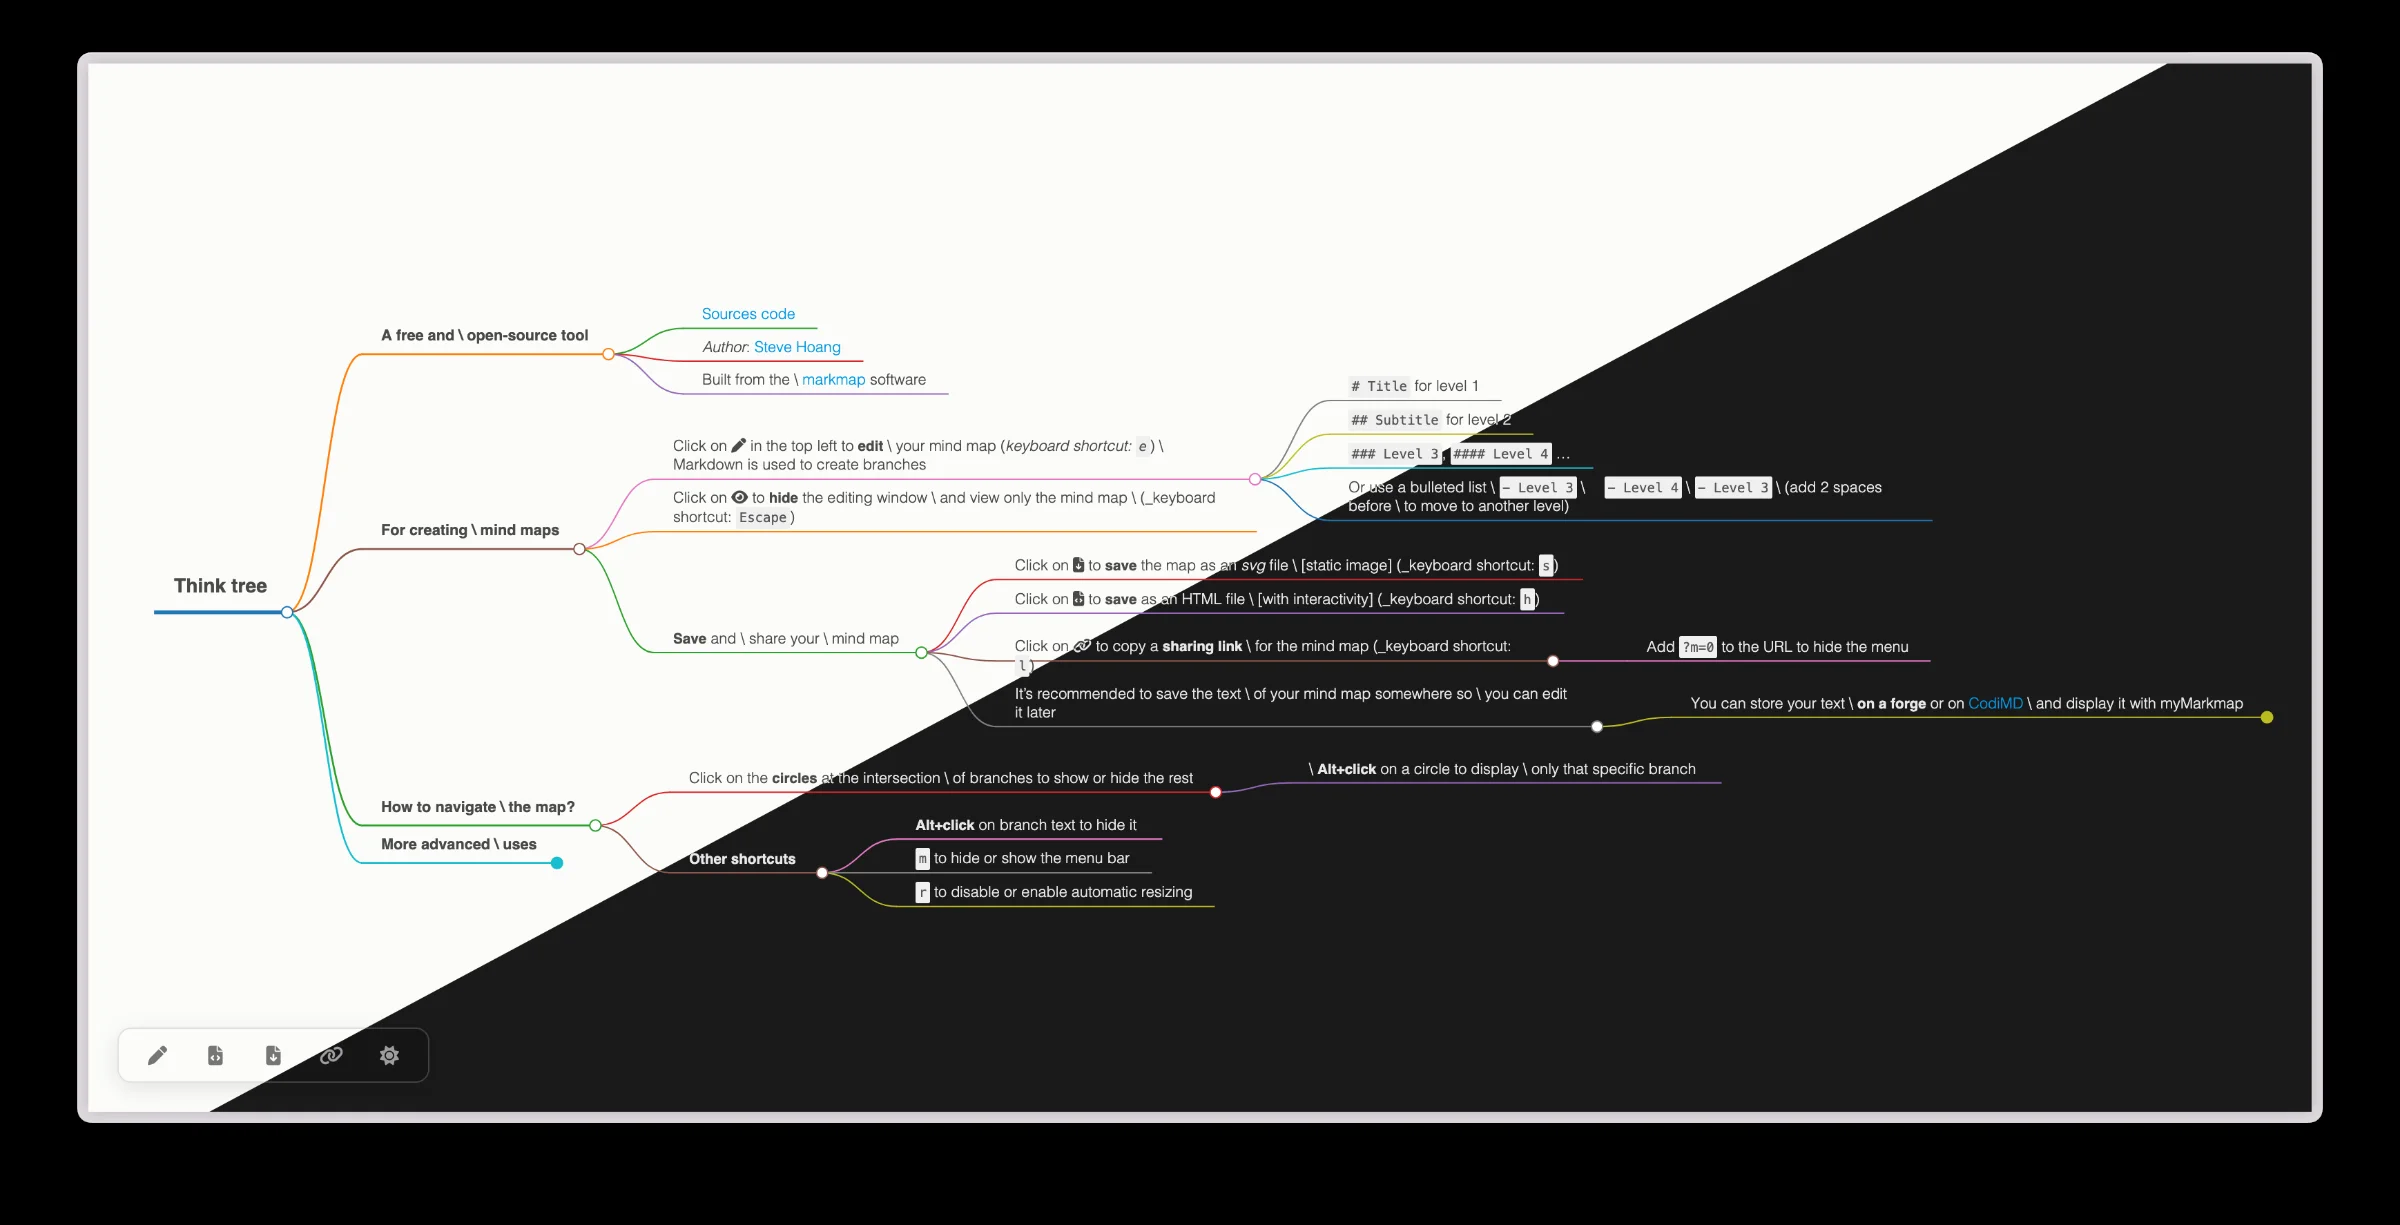 Think tree
A free and \ open-source tool
Sources code
Author: Steve Hoang
Built from the \ markmap software
For creating \ mind maps
Click on in the top left to edit \ your mind map (keyboard shortcut: e) \
Markdown is used to create branches
# Title for level 1
## Subtitle for level 2
### Level 3, #### Level 4 ...
Or use a bulleted list \ - Level 3 \ - Level 4 \ - Level 3 \ (add 2 spaces
before \ to move to another level)
Click on to hide the editing window \ and view only the mind map \ (_keyboard
shortcut: Escape)
Save and \ share your \ mind map
Click on to save the map as an svg file \ [static image] (_keyboard shortcut: s)
Click on to save as an HTML file \ [with interactivity] (_keyboard shortcut: h)
Click on to copy a sharing link \ for the mind map (_keyboard shortcut:
l)
Add ?m=0 to the URL to hide the menu
It's recommended to save the text \ of your mind map somewhere so \ you can edit
it later
You can store your text \ on a forge or on CodiMD \ and display it with myMarkmap
How to navigate \ the map?
Click on the circles at the intersection \ of branches to show or hide the rest
\ Alt+click on a circle to display \ only that specific branch
Other shortcuts
Alt+click on branch text to hide it
m to hide or show the menu bar
r to disable or enable automatic resizing
More advanced \ uses